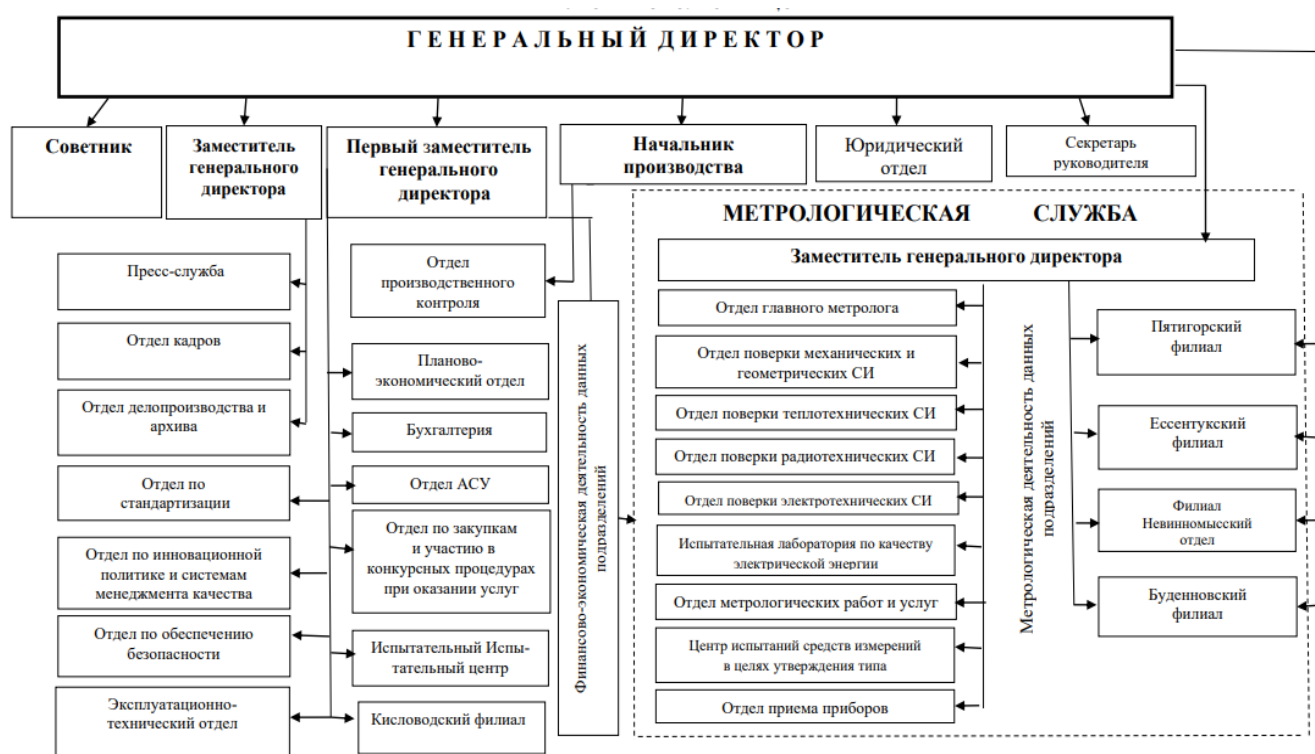 Г Е Н Е Р А Л Ь Н Ы Й Д И Р Е К Т О Р
Советник
Заместитель
генерального
директора
Первый заместитель
генерального
директора
Начальник
производства
Юридический
отдел
Секретарь
руководителя
МЕТРОЛОГИЧЕСКАЯ СЛУЖБА
Заместитель генерального директора
Пресс-служба
Отдел кадров
Отдел делопроизводства и
архива
Отдел по
стандартизации
Отдел по инновационной
политике и системам
менеджмента качества
Отдел по обеспечению
безопасности
Эксплуатационно-
технический отдел
Отдел
производственного
контроля
Планово-
экономический отдел
Бухгалтерия
Отдел АСУ
Отдел по закупкам
и участию в
конкурсных процедурах
при оказании услуг
Испытательный Испы-
тательный центр
Кисловодский филиал
Финансово-экономическая деятельность данных
подразделений
Отдел главного метролога
Отдел поверки механических и
геометрических СИ
Отдел поверки теплотехнических СИ
Отдел поверки радиотехнических СИ
Отдел поверки электротехнических СИ
Испытательная лаборатория по качеству
электрической энергии
Отдел метрологических работ и услуг
Центр испытаний средств измерений
в целях утверждения типа
Отдел приема приборов
Метрологическая деятельность данных
подразделений
Пятигорский
филиал
Ессентукский
филиал
Филиал
Невинномысский
отдел
Буденновский
филиал